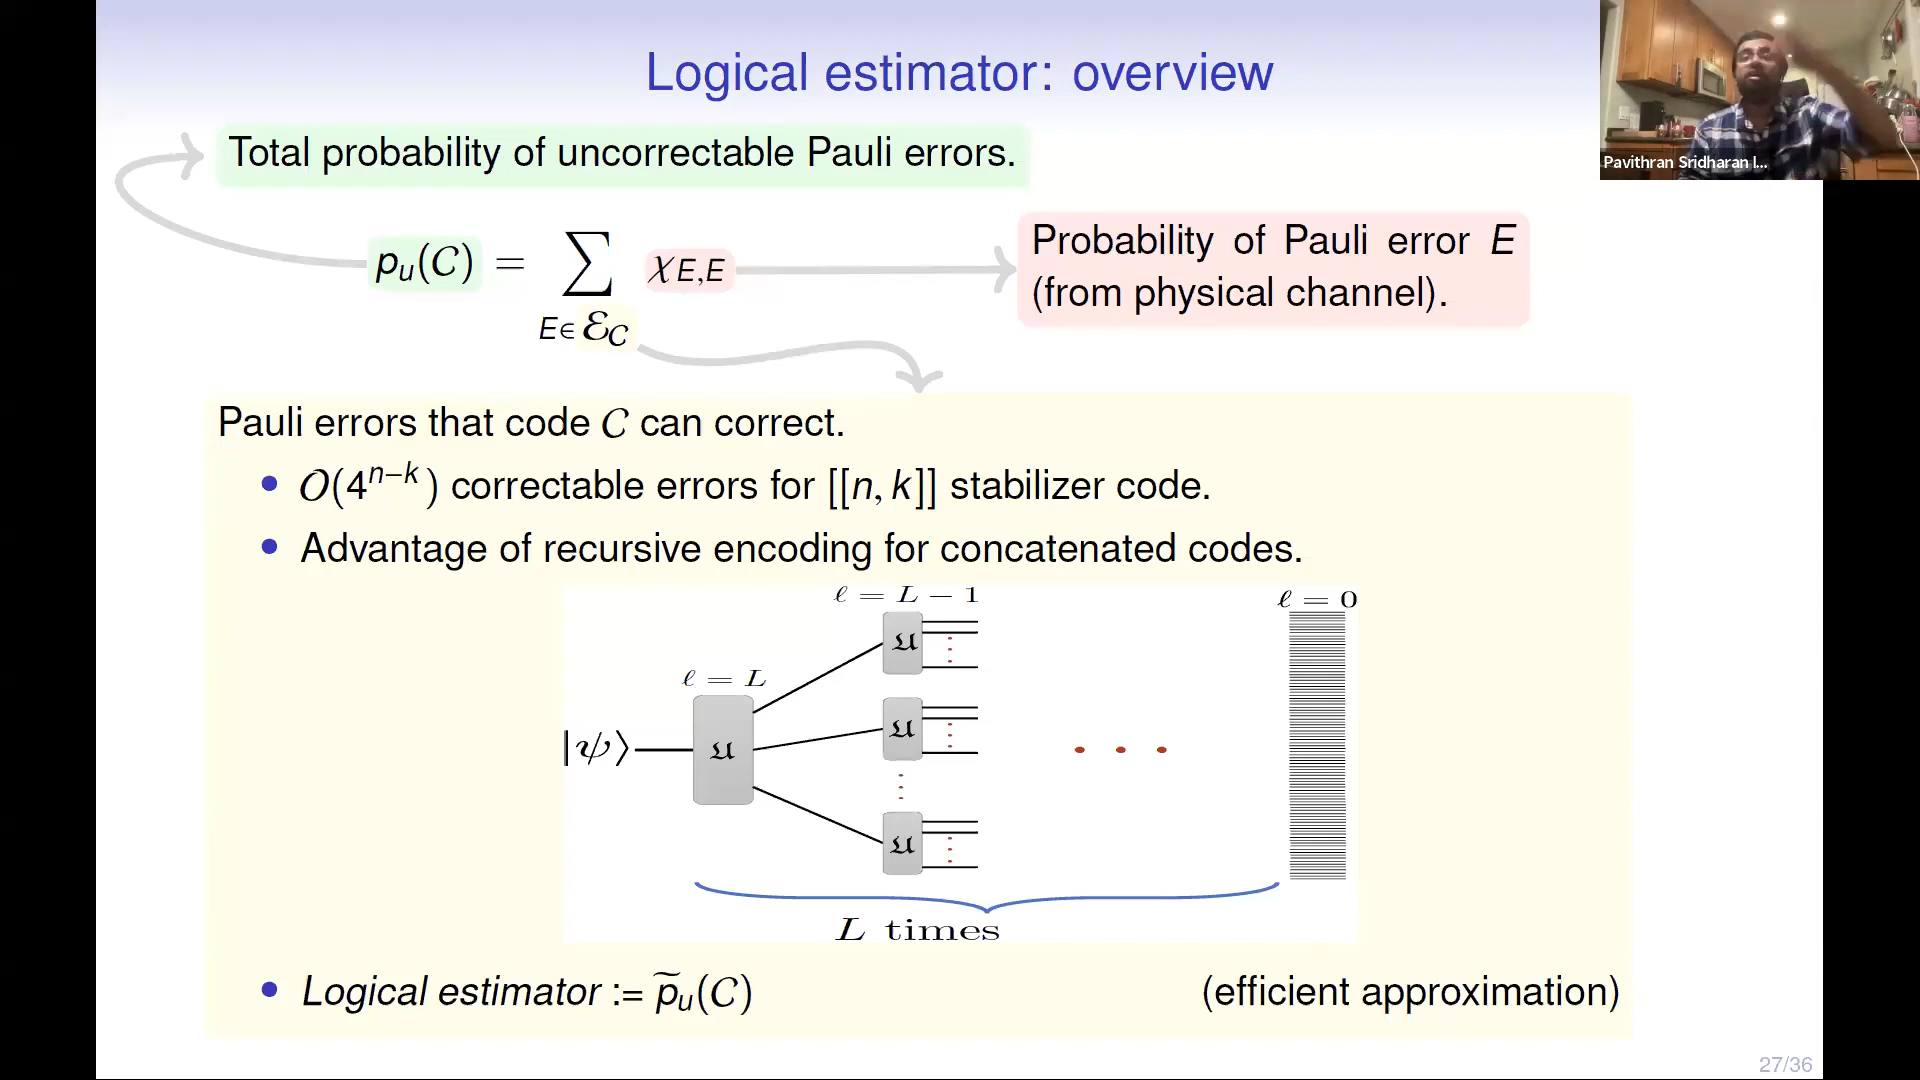 Logical estimator: overview
Pavithran Sridharan I...
Total probability of uncorrectable Pauli errors.
p_u(𝒞) = ∑_{E∈ℰ_𝒞} χ_{E,E}
Probability of Pauli error E
(from physical channel).
Pauli errors that code 𝒞 can correct.
• 𝒪(4^{n−k}) correctable errors for [[n, k]] stabilizer code.
• Advantage of recursive encoding for concatenated codes.
ℓ = L − 1
ℓ = 0
ℓ = L
𝔘
𝔘
|ψ⟩
𝔘
𝔘
L times
• Logical estimator := p̃_u(𝒞) (efficient approximation)
27/36